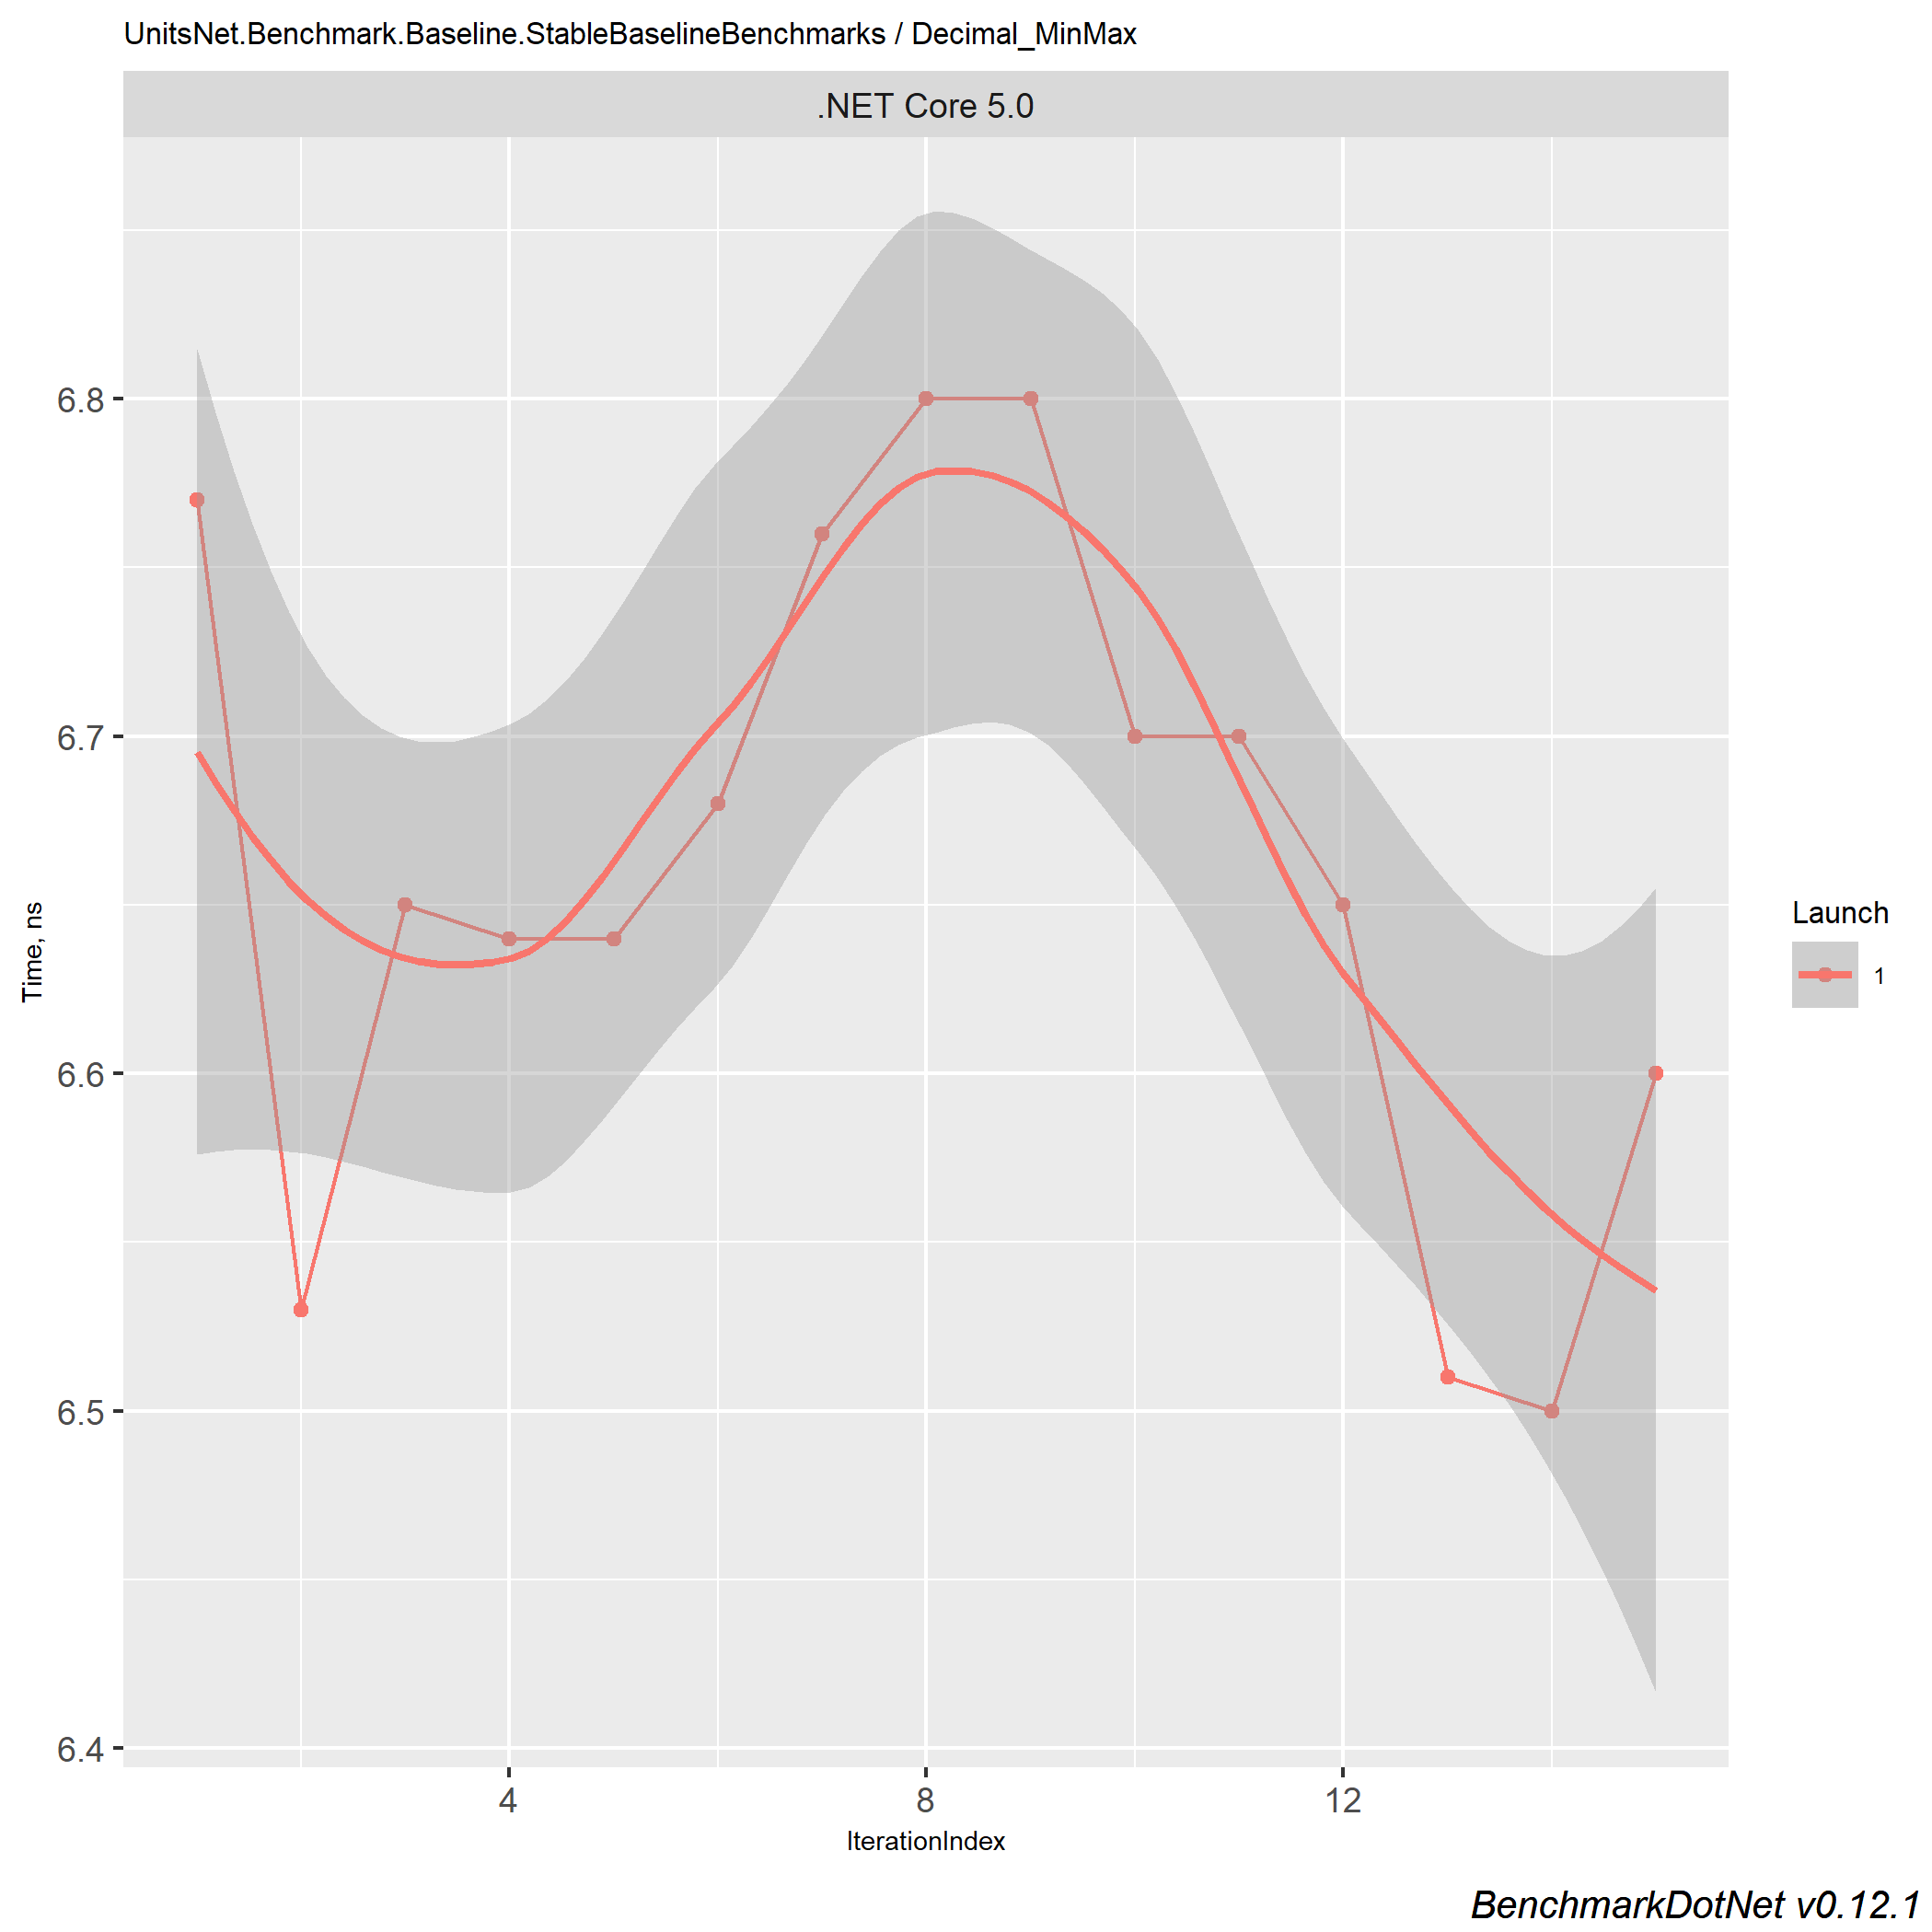 UnitsNet.Benchmark.Baseline.StableBaselineBenchmarks / Decimal_MinMax
.NET Core 5.0
6.8
6.7
6.6
6.5
6.4
Time, ns
4 8 12
IterationIndex
Launch
1
BenchmarkDotNet v0.12.1